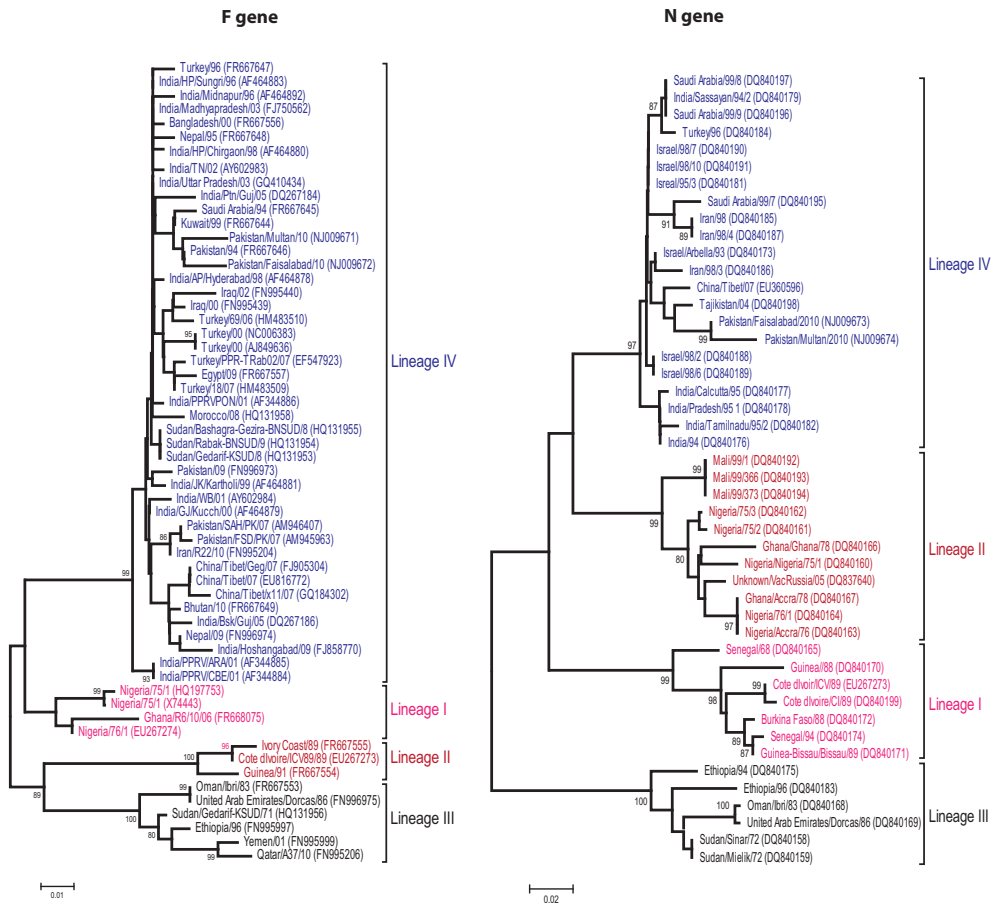 F gene
Turkey/96 (FR667647)
India/HP/Sungri/96 (AF464883)
India/Midnapur/96 (AF464892)
India/Madhyapradesh/03 (FJ750562)
Bangladesh/00 (FR667556)
Nepal/95 (FR667648)
India/HP/Chirgaon/98 (AF464880)
India/TN/02 (AY602983)
India/Uttar Pradesh/03 (GQ410434)
India/Ptn/Guj/05 (DQ267184)
Saudi Arabia/94 (FR667645)
Kuwait/99 (FR667644)
Pakistan/Multan/10 (NJ009671)
Pakistan/94 (FR667646)
Pakistan/Faisalabad/10 (NJ009672)
India/AP/Hyderabad/98 (AF464878)
Iraq/02 (FN995440)
Iraq/00 (FN995439)
Turkey/69/06 (HM483510)
95
Turkey/00 (NC006383)
Turkey/00 (AJ849636)
Turkey/PPR-TRab02/07 (EF547923)
Egypt/09 (FR667557)
Turkey/18/07 (HM483509)
India/PPRVPON/01 (AF344886)
Morocco/08 (HQ131958)
Sudan/Bashagra-Gezira-BNSUD/8 (HQ131955)
Sudan/Rabak-BNSUD/9 (HQ131954)
Sudan/Gedarif-KSUD/8 (HQ131953)
Pakistan/09 (FN996973)
India/JK/Kartholi/99 (AF464881)
India/WB/01 (AY602984)
India/GJ/Kucch/00 (AF464879)
Pakistan/SAH/PK/07 (AM946407)
86
Pakistan/FSD/PK/07 (AM945963)
Iran/R22/10 (FN995204)
China/Tibet/Geg/07 (FJ905304)
99
China/Tibet/07 (EU816772)
China/Tibet/x11/07 (GQ184302)
Bhutan/10 (FR667649)
India/Bsk/Guj/05 (DQ267186)
Nepal/09 (FN996974)
India/Hoshangabad/09 (FJ858770)
India/PPRV/ARA/01 (AF344885)
93
India/PPRV/CBE/01 (AF344884)
Lineage IV
99
Nigeria/75/1 (HQ197753)
Nigeria/75/1 (X74443)
Ghana/R6/10/06 (FR668075)
Nigeria/76/1 (EU267274)
Lineage I
96
Ivory Coast/89 (FR667555)
100
Cote dIvoire/ICV89/89 (EU267273)
Guinea/91 (FR667554)
Lineage II
89
99
Oman/Ibri/83 (FR667553)
United Arab Emirates/Dorcas/86 (FN996975)
100
Sudan/Gedarif-KSUD/71 (HQ131956)
80
Ethiopia/96 (FN995997)
Yemen/01 (FN995999)
99
Qatar/A37/10 (FN995206)
Lineage III
0.01
N gene
Saudi Arabia/99/8 (DQ840197)
87
India/Sassayan/94/2 (DQ840179)
Saudi Arabia/99/9 (DQ840196)
Turkey/96 (DQ840184)
Israel/98/7 (DQ840190)
Israel/98/10 (DQ840191)
Isreal/95/3 (DQ840181)
Saudi Arabia/99/7 (DQ840195)
91
Iran/98 (DQ840185)
89
Iran/98/4 (DQ840187)
Israel/Arbella/93 (DQ840173)
Iran/98/3 (DQ840186)
China/Tibet/07 (EU360596)
Tajikistan/04 (DQ840198)
Pakistan/Faisalabad/2010 (NJ009673)
99
Pakistan/Multan/2010 (NJ009674)
97
Israel/98/2 (DQ840188)
Israel/98/6 (DQ840189)
India/Calcutta/95 (DQ840177)
India/Pradesh/95 1 (DQ840178)
India/Tamilnadu/95/2 (DQ840182)
India/94 (DQ840176)
Lineage IV
Mali/99/1 (DQ840192)
99
Mali/99/366 (DQ840193)
Mali/99/373 (DQ840194)
99
Nigeria/75/3 (DQ840162)
Nigeria/75/2 (DQ840161)
80
Ghana/Ghana/78 (DQ840166)
Nigeria/Nigeria/75/1 (DQ840160)
Unknown/VacRussia/05 (DQ837640)
Ghana/Accra/78 (DQ840167)
Nigeria/76/1 (DQ840164)
97
Nigeria/Accra/76 (DQ840163)
Lineage II
Senegal/68 (DQ840165)
Guinea//88 (DQ840170)
98
99
Cote dIvoir/ICV/89 (EU267273)
Cote dIvoire/CI/89 (DQ840199)
Burkina Faso/88 (DQ840172)
89
Senegal/94 (DQ840174)
87
Guinea-Bissau/Bissau/89 (DQ840171)
Lineage I
Ethiopia/94 (DQ840175)
100
Ethiopia/96 (DQ840183)
100
Oman/Ibri/83 (DQ840168)
United Arab Emirates/Dorcas/86 (DQ840169)
Sudan/Sinar/72 (DQ840158)
Sudan/Mielik/72 (DQ840159)
Lineage III
0.02